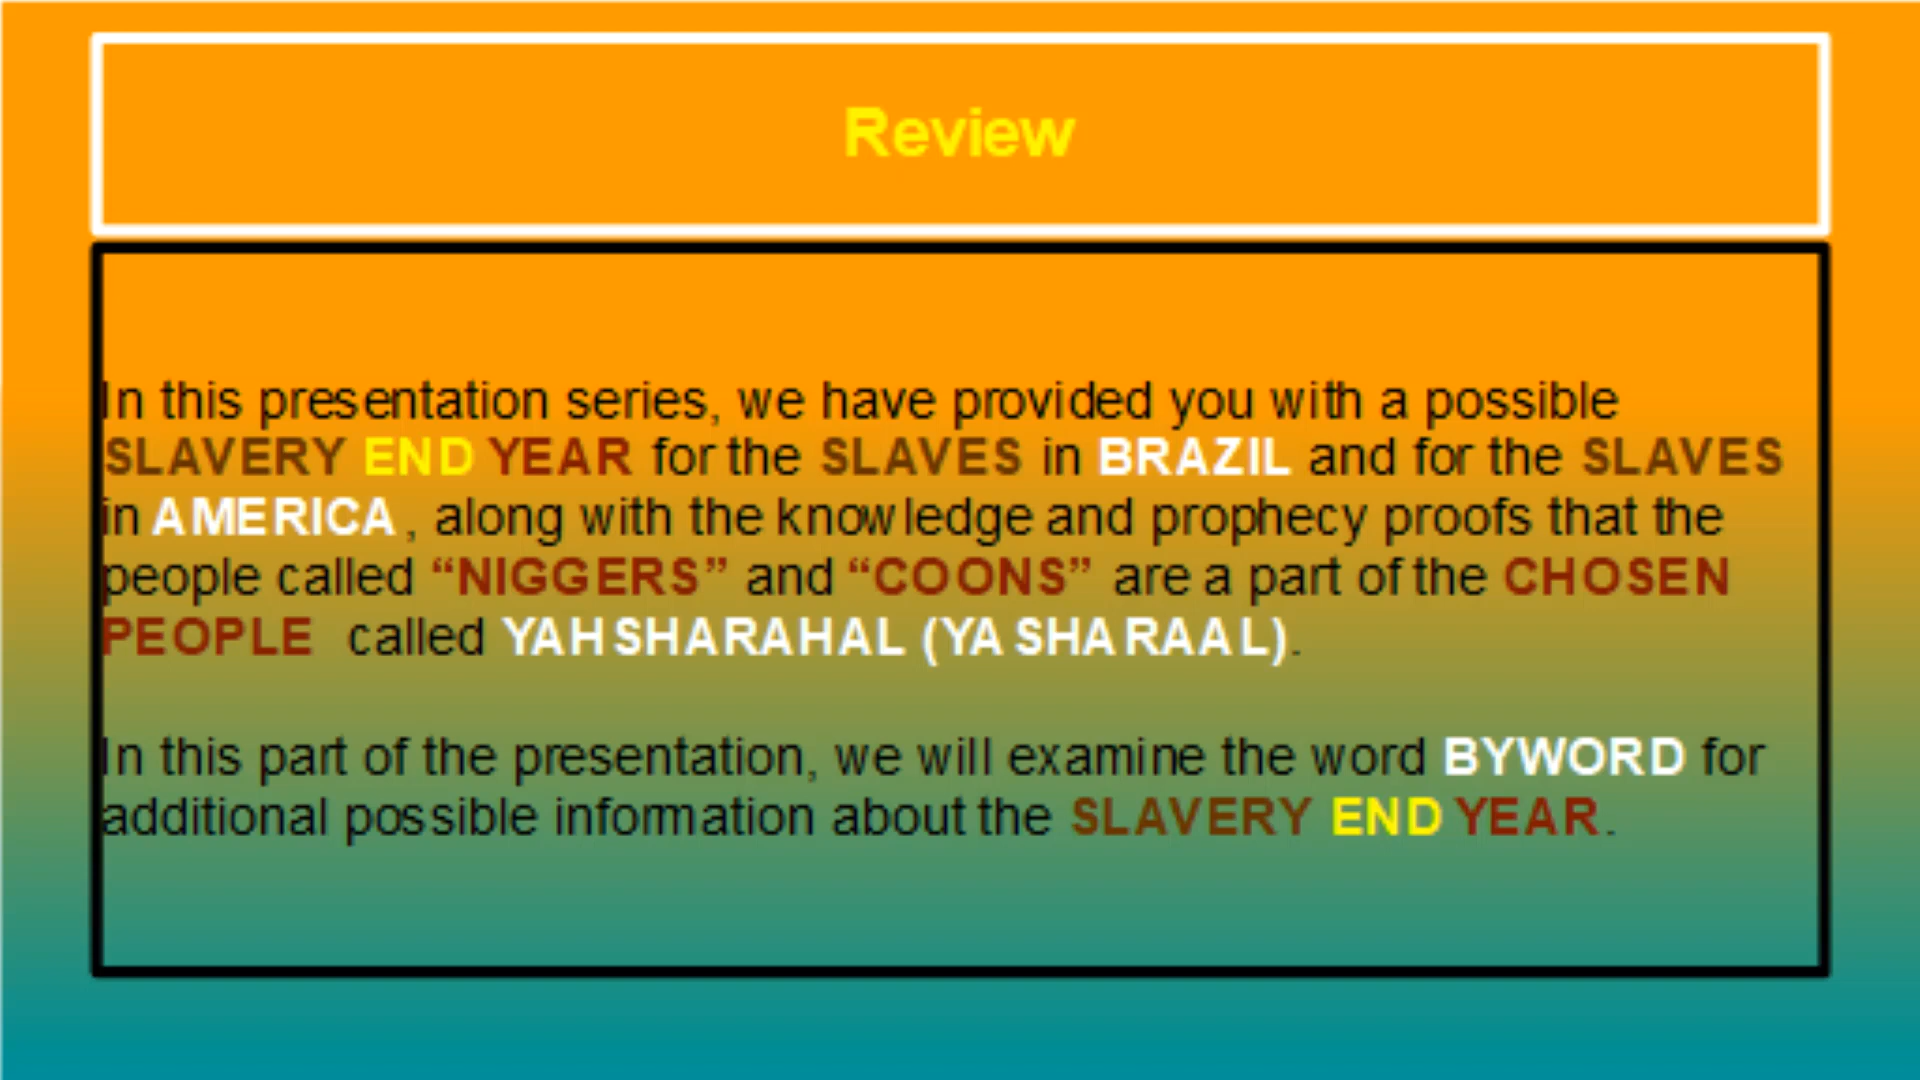 Review
In this presentation series, we have provided you with a possible
SLAVERY END YEAR for the SLAVES in BRAZIL and for the SLAVES
in AMERICA, along with the knowledge and prophecy proofs that the
people called “NIGGERS” and “COONS” are a part of the CHOSEN
PEOPLE called YAHSHARAHAL (YASHARAAL).
In this part of the presentation, we will examine the word BYWORD for
additional possible information about the SLAVERY END YEAR.